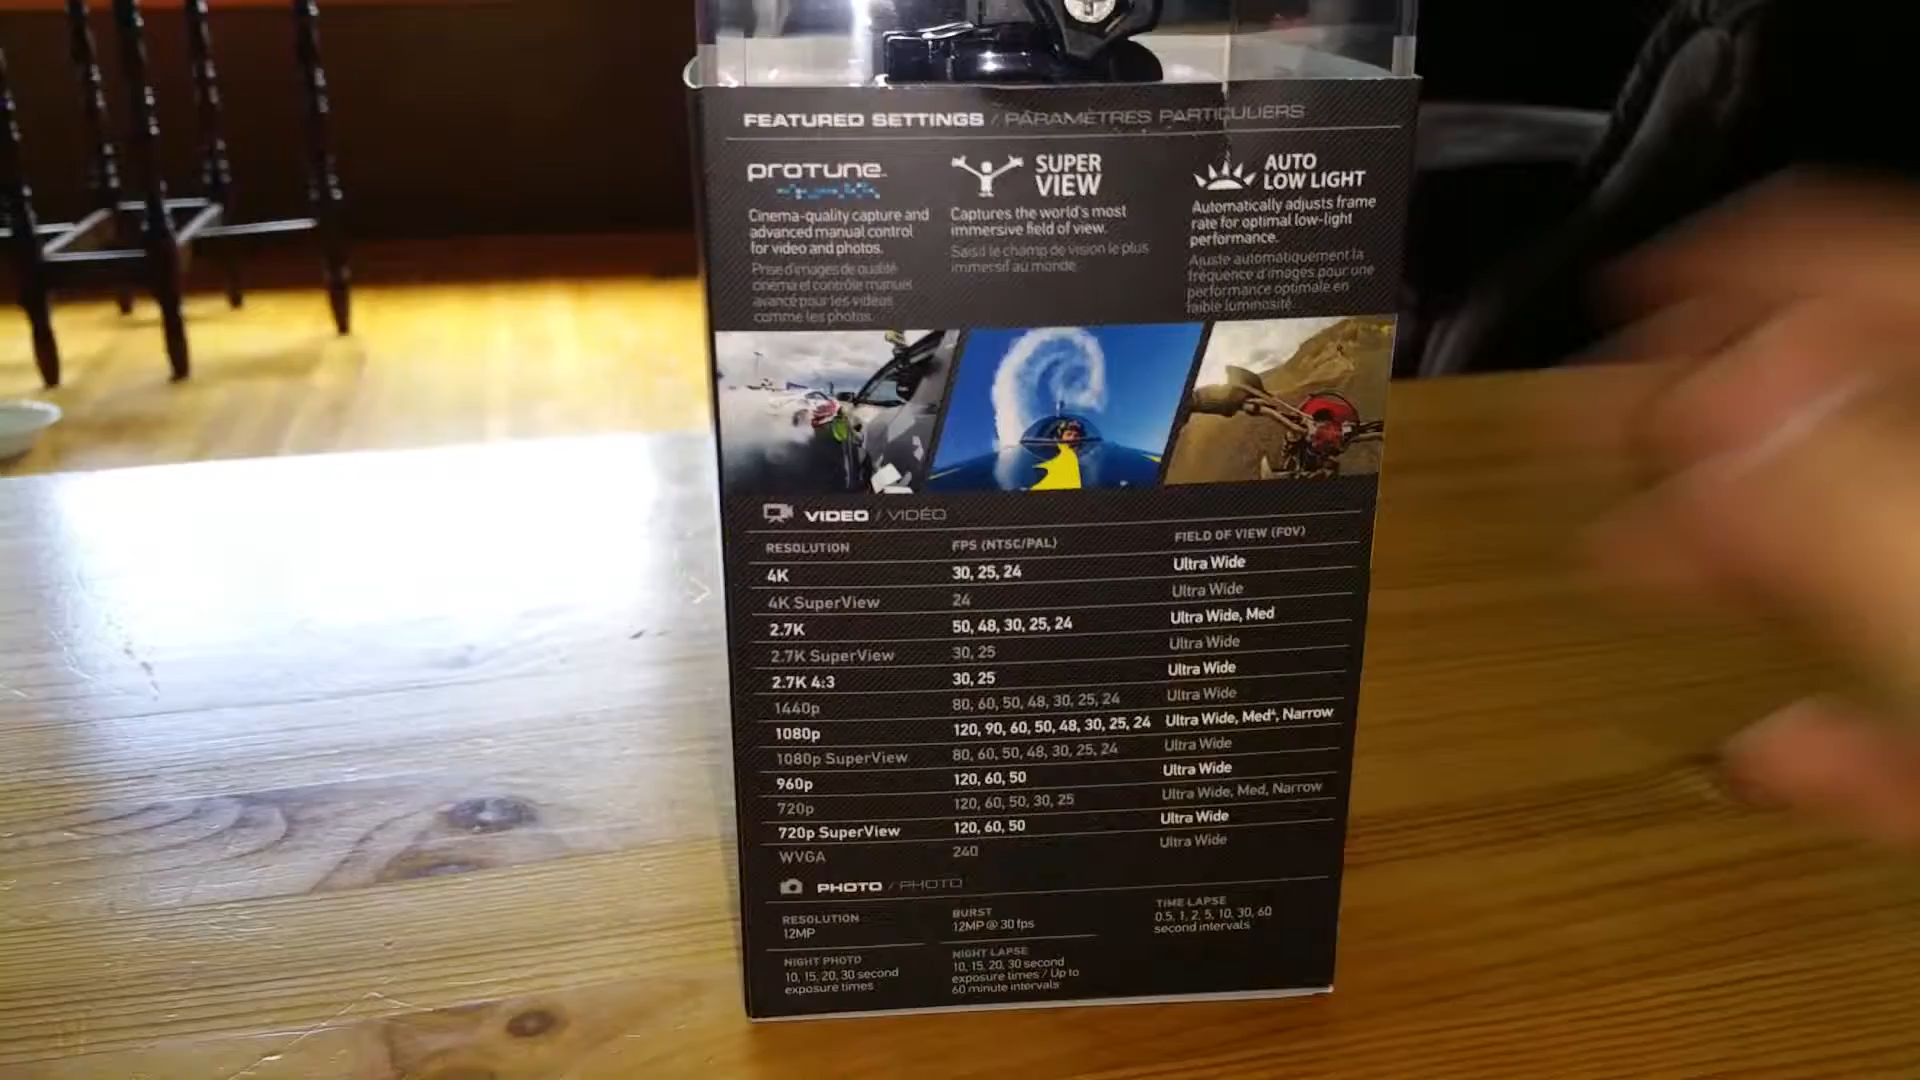 FEATURED SETTINGS / PARAMÈTRES PARTICULIERS
PROTUNE
Cinema-quality capture and
advanced manual control
for video and photos.
Prise d'images de qualité
cinéma et contrôle manuel
avancé pour les vidéos
comme les photos.
SUPER
VIEW
Captures the world's most
immersive field of view.
Saisit le champ de vision le plus
immersif au monde.
AUTO
LOW LIGHT
Automatically adjusts frame
rate for optimal low-light
performance.
Ajuste automatiquement la
fréquence d'images pour une
performance optimale en
faible luminosité.
VIDEO / VIDÉO
RESOLUTION FPS (NTSC/PAL) FIELD OF VIEW (FOV)
4K 30, 25, 24 Ultra Wide
4K SuperView 24 Ultra Wide
2.7K 50, 48, 30, 25, 24 Ultra Wide, Med
2.7K SuperView 30, 25 Ultra Wide
2.7K 4:3 30, 25 Ultra Wide
1440p 80, 60, 50, 48, 30, 25, 24 Ultra Wide
1080p 120, 90, 60, 50, 48, 30, 25, 24 Ultra Wide, Med⁴, Narrow
1080p SuperView 80, 60, 50, 48, 30, 25, 24 Ultra Wide
960p 120, 60, 50 Ultra Wide
720p 120, 60, 50, 30, 25 Ultra Wide, Med, Narrow
720p SuperView 120, 60, 50 Ultra Wide
WVGA 240 Ultra Wide
PHOTO / PHOTO
RESOLUTION
12MP
BURST
12MP @ 30 fps
TIME LAPSE
0.5, 1, 2, 5, 10, 30, 60
second intervals
NIGHT PHOTO
10, 15, 20, 30 second
exposure times
NIGHT LAPSE
10, 15, 20, 30 second
exposure times / Up to
60 minute intervals